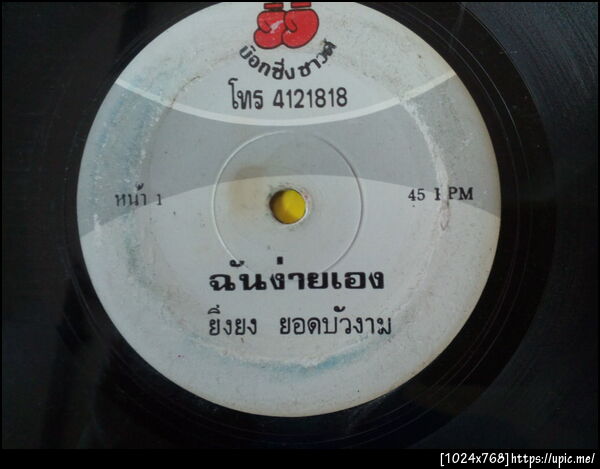 บ๊อกซิ่งซาวด์
โทร 4121818
หน้า 1
45 RPM
ฉันง่ายเอง
ยิ่งยง ยอดบัวงาม
[1024x768]https://upic.me/